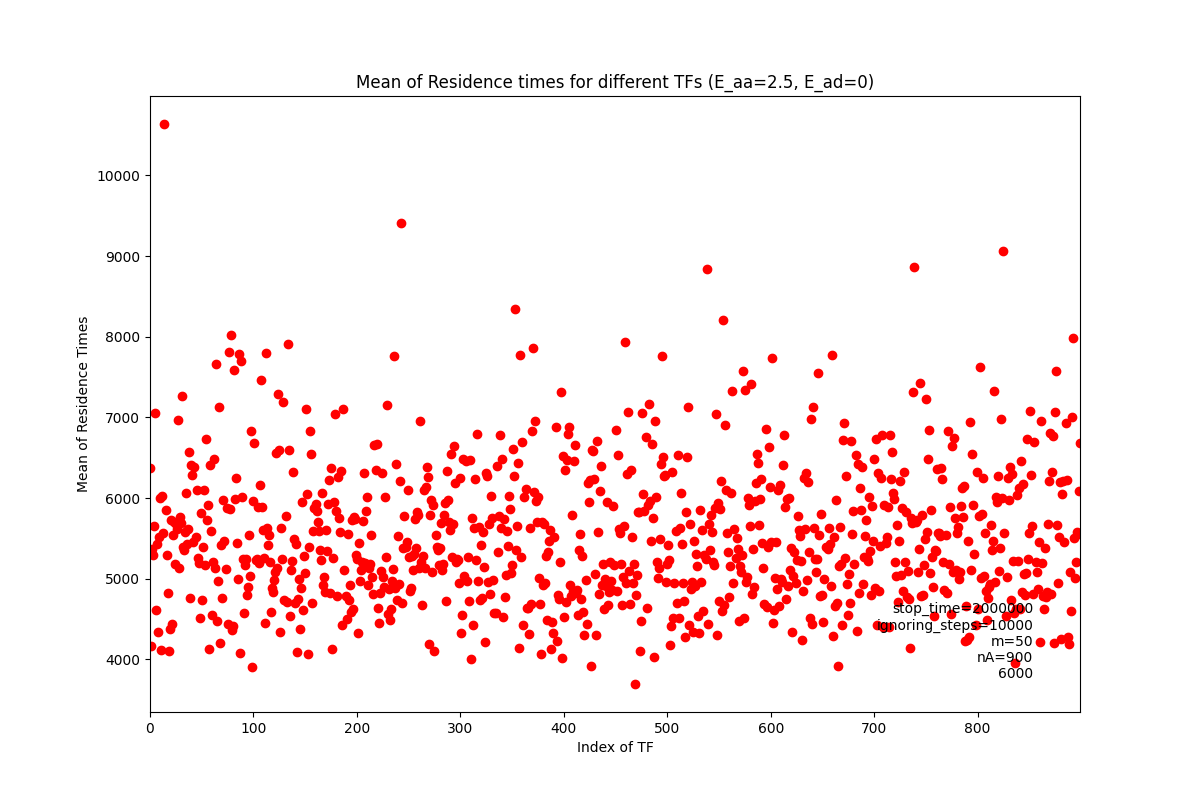 Mean of Residence times for different TFs (E_aa=2.5, E_ad=0)
10000
9000
8000
7000
6000
5000
4000
Mean of Residence Times
stop_time=2000000
ignoring_steps=10000
m=50
nA=900
6000
0 100 200 300 400 500 600 700 800
Index of TF